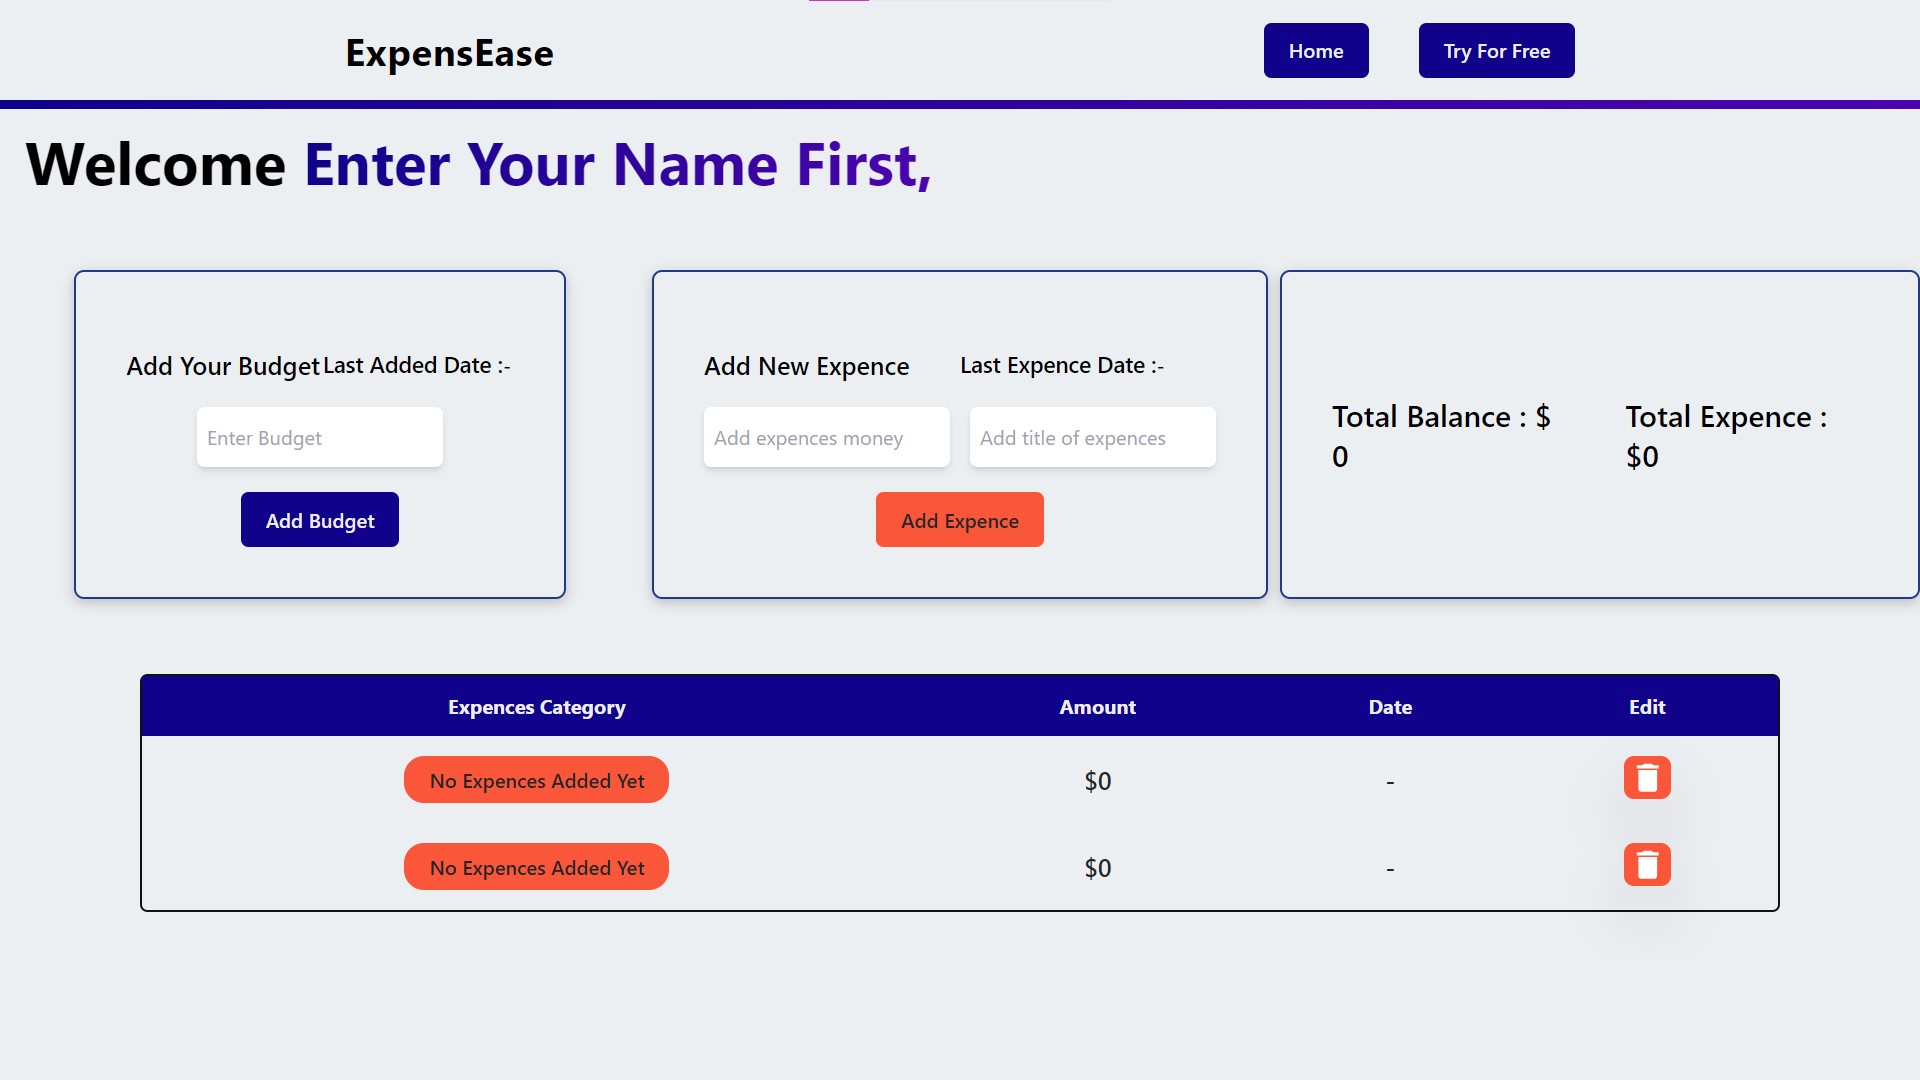 ExpensEase
Home
Try For Free
Welcome Enter Your Name First,
Add Your Budget
Last Added Date :-
Enter Budget
Add Budget
Add New Expence
Last Expence Date :-
Add expences money
Add title of expences
Add Expence
Total Balance : $
0
Total Expence :
$0
Expences Category
Amount
Date
Edit
No Expences Added Yet
$0
-
No Expences Added Yet
$0
-